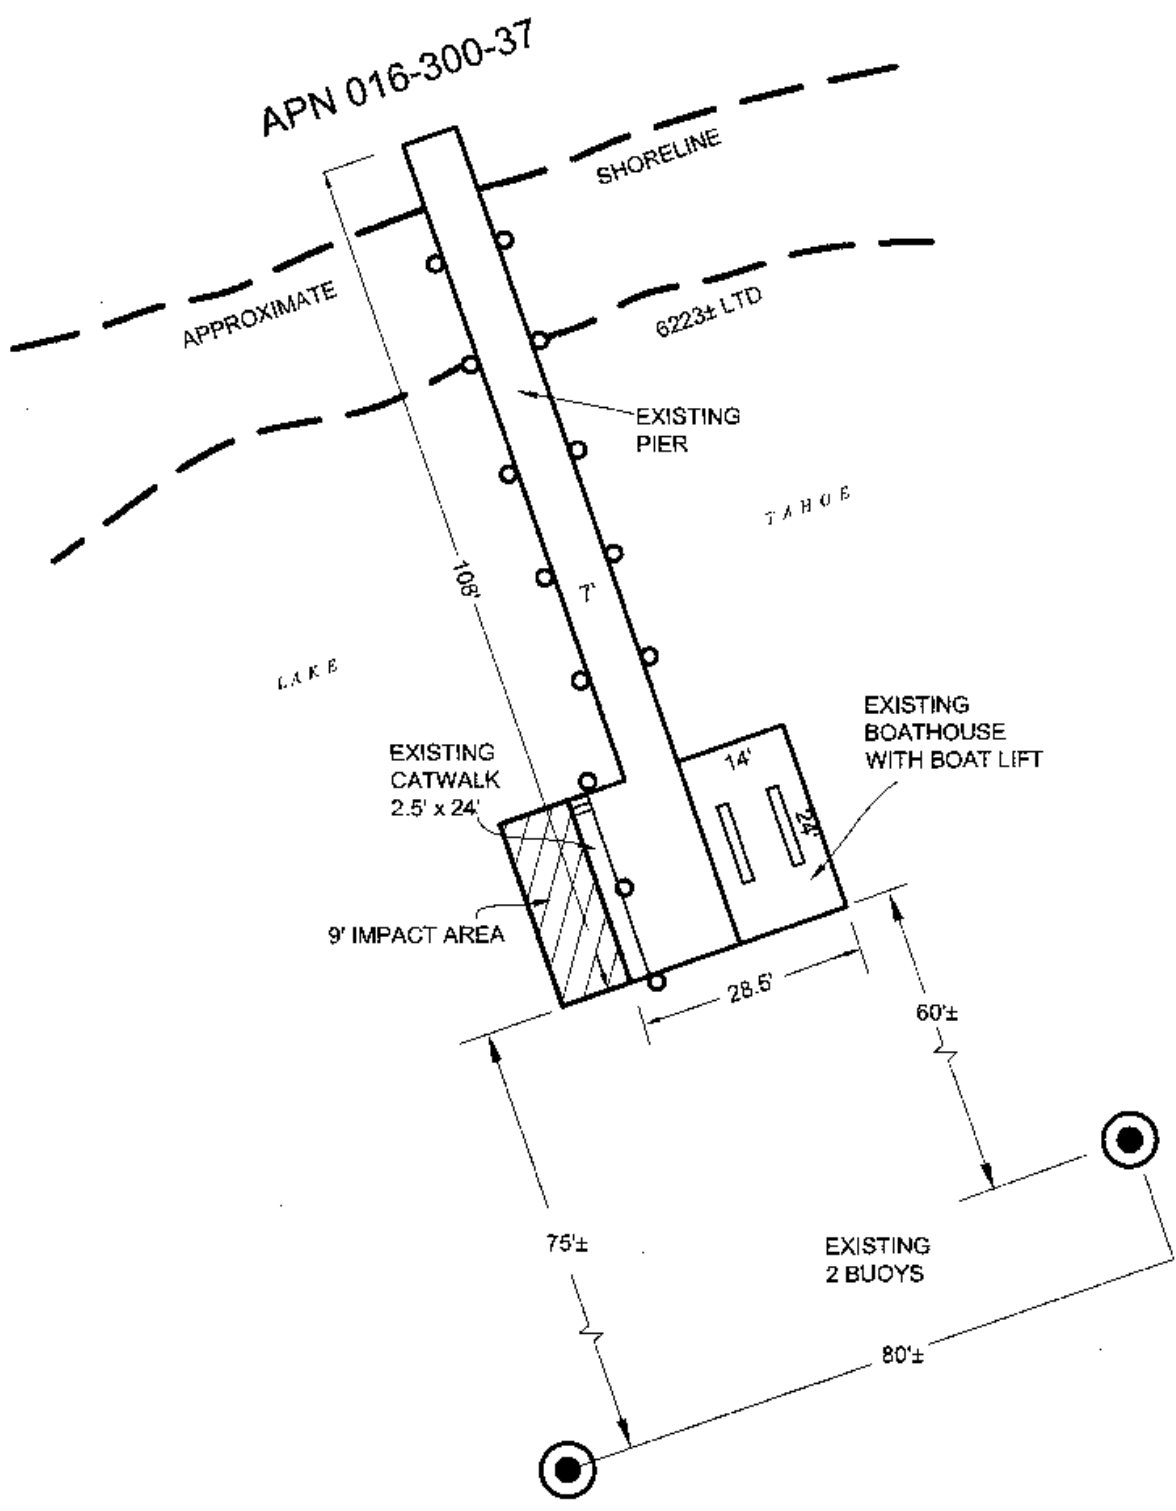 APN 016-300-37
SHORELINE
APPROXIMATE
6223± LTD
EXISTING
PIER
TAHOE
108'
7'
LAKE
EXISTING
BOATHOUSE
WITH BOAT LIFT
EXISTING
CATWALK
2.5' x 24'
14'
24'
9' IMPACT AREA
28.5'
60'±
75'±
EXISTING
2 BUOYS
80'±